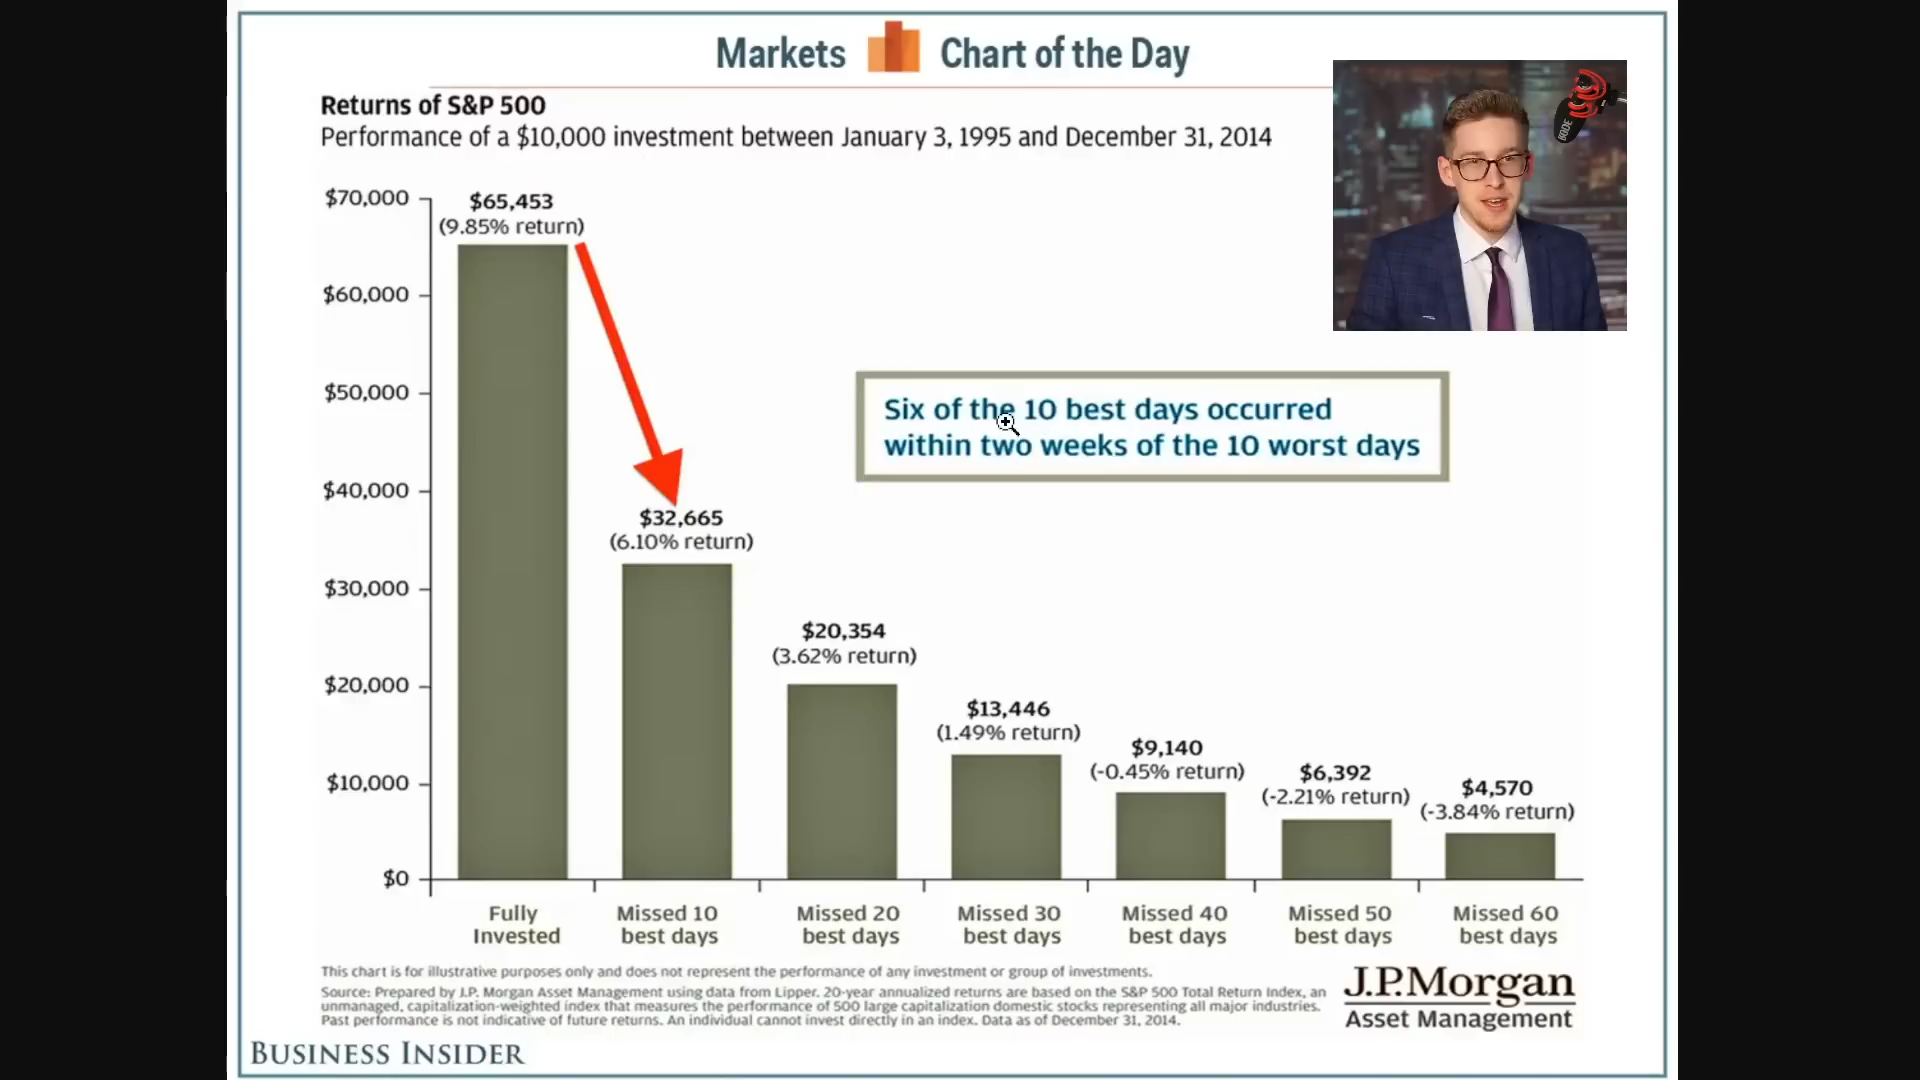 Markets Chart of the Day
Returns of S&P 500
Performance of a $10,000 investment between January 3, 1995 and December 31, 2014
RODE
$70,000
$60,000
$50,000
$40,000
$30,000
$20,000
$10,000
$0
$65,453
(9.85% return)
$32,665
(6.10% return)
$20,354
(3.62% return)
$13,446
(1.49% return)
$9,140
(-0.45% return)
$6,392
(-2.21% return)
$4,570
(-3.84% return)
Six of the 10 best days occurred
within two weeks of the 10 worst days
Fully
Invested
Missed 10
best days
Missed 20
best days
Missed 30
best days
Missed 40
best days
Missed 50
best days
Missed 60
best days
This chart is for illustrative purposes only and does not represent the performance of any investment or group of investments.
Source: Prepared by J.P. Morgan Asset Management using data from Lipper. 20-year annualized returns are based on the S&P 500 Total Return Index, an
unmanaged, capitalization-weighted index that measures the performance of 500 large capitalization domestic stocks representing all major industries.
Past performance is not indicative of future returns. An individual cannot invest directly in an index. Data as of December 31, 2014.
J.P.Morgan
Asset Management
BUSINESS INSIDER